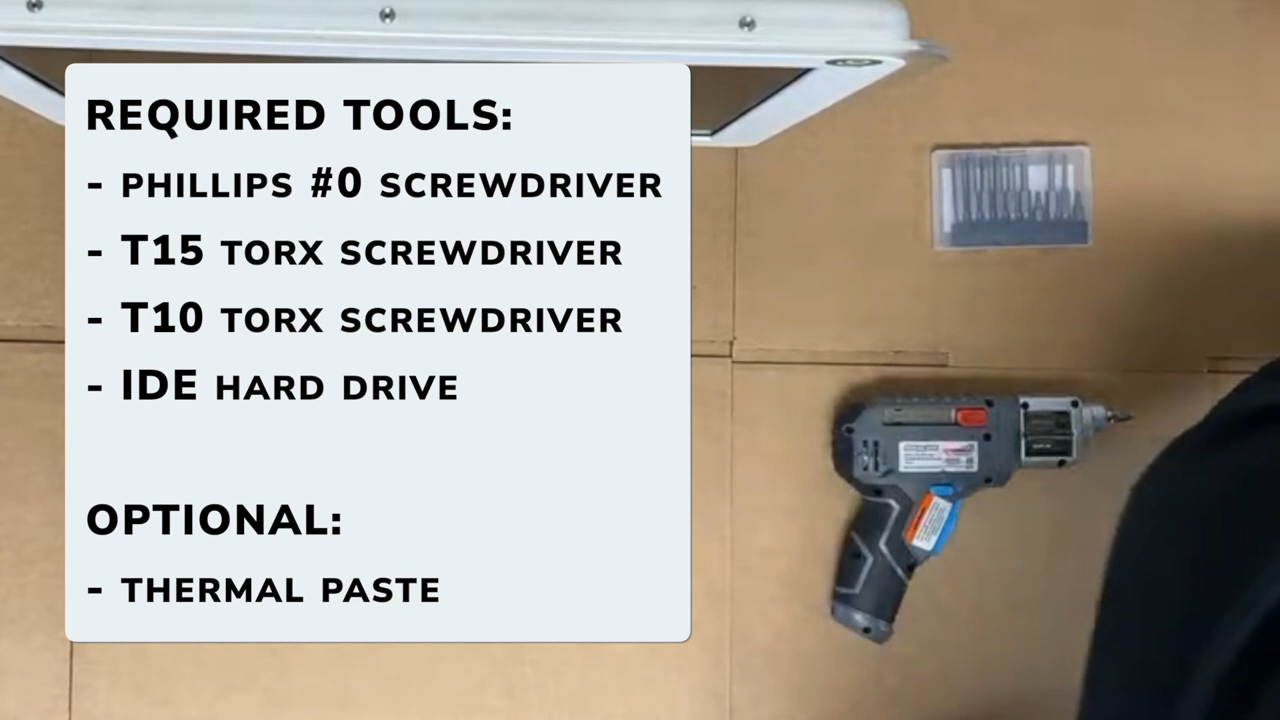 REQUIRED TOOLS:
- PHILLIPS #0 SCREWDRIVER
- T15 TORX SCREWDRIVER
- T10 TORX SCREWDRIVER
- IDE HARD DRIVE
OPTIONAL:
- THERMAL PASTE